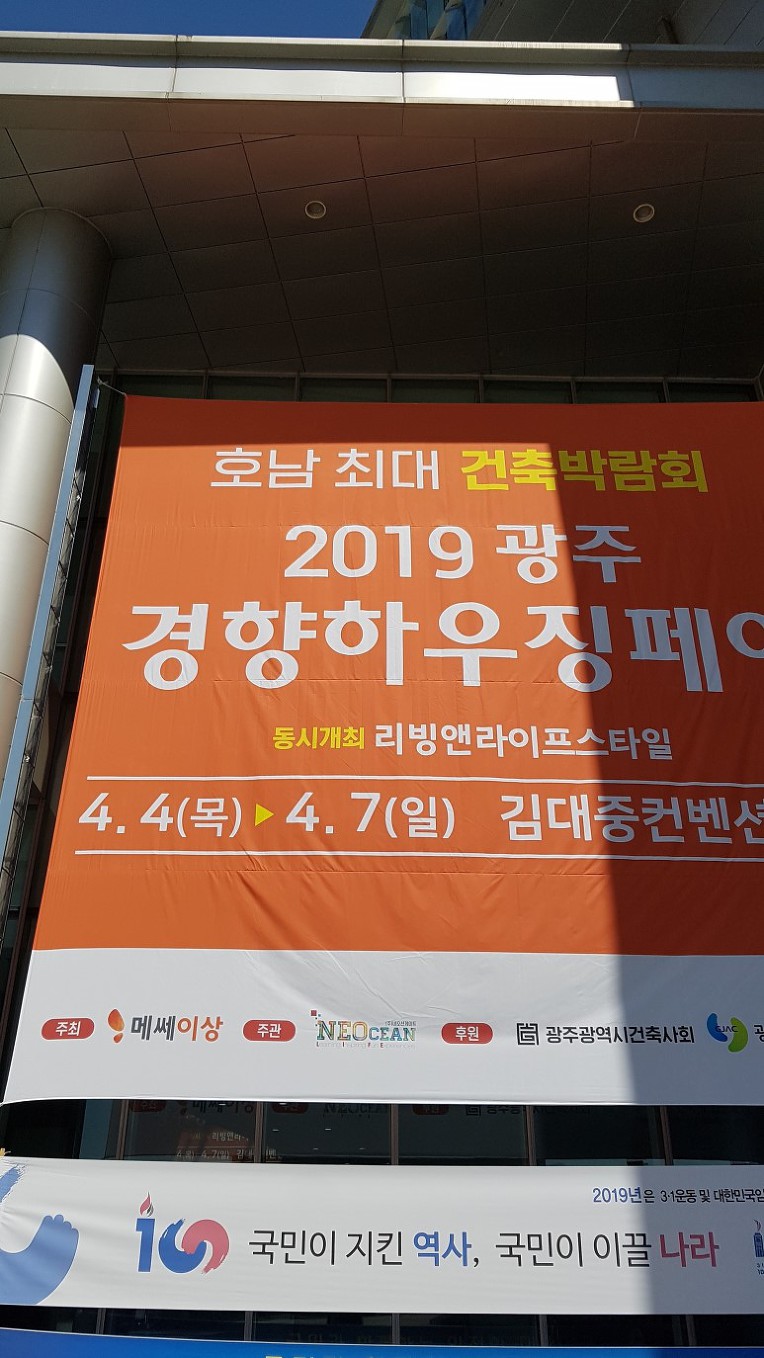 호남 최대 건축박람회
2019 광주
경향하우징페
동시개최 리빙앤라이프스타일
4. 4(목) ▶ 4. 7(일) 김대중컨벤션
주최 메쎄이상 주관 NEOCEAN 후원 광주광역시건축사회 GJAC
2019년은 3·1운동 및 대한민국임
100 국민이 지킨 역사, 국민이 이끌 나라